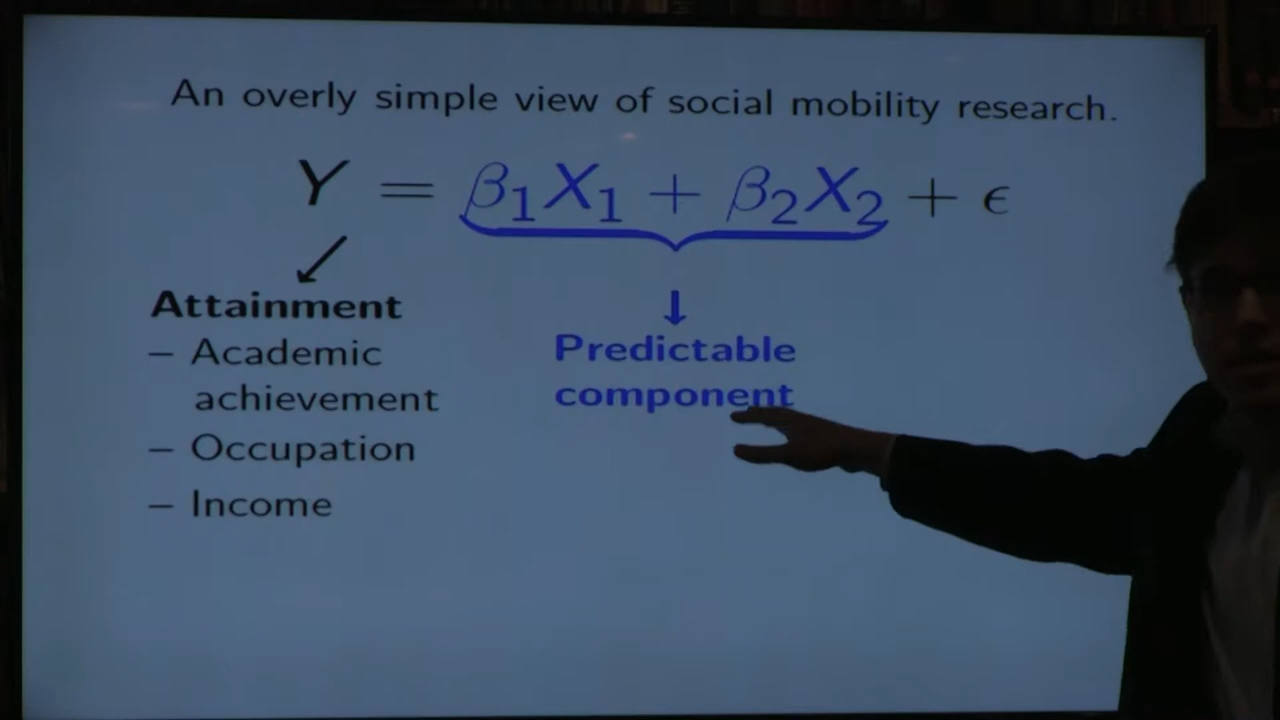 An overly simple view of social mobility research.
Y = β₁X₁ + β₂X₂ + ϵ
Attainment
– Academic
achievement
– Occupation
– Income
Predictable
component